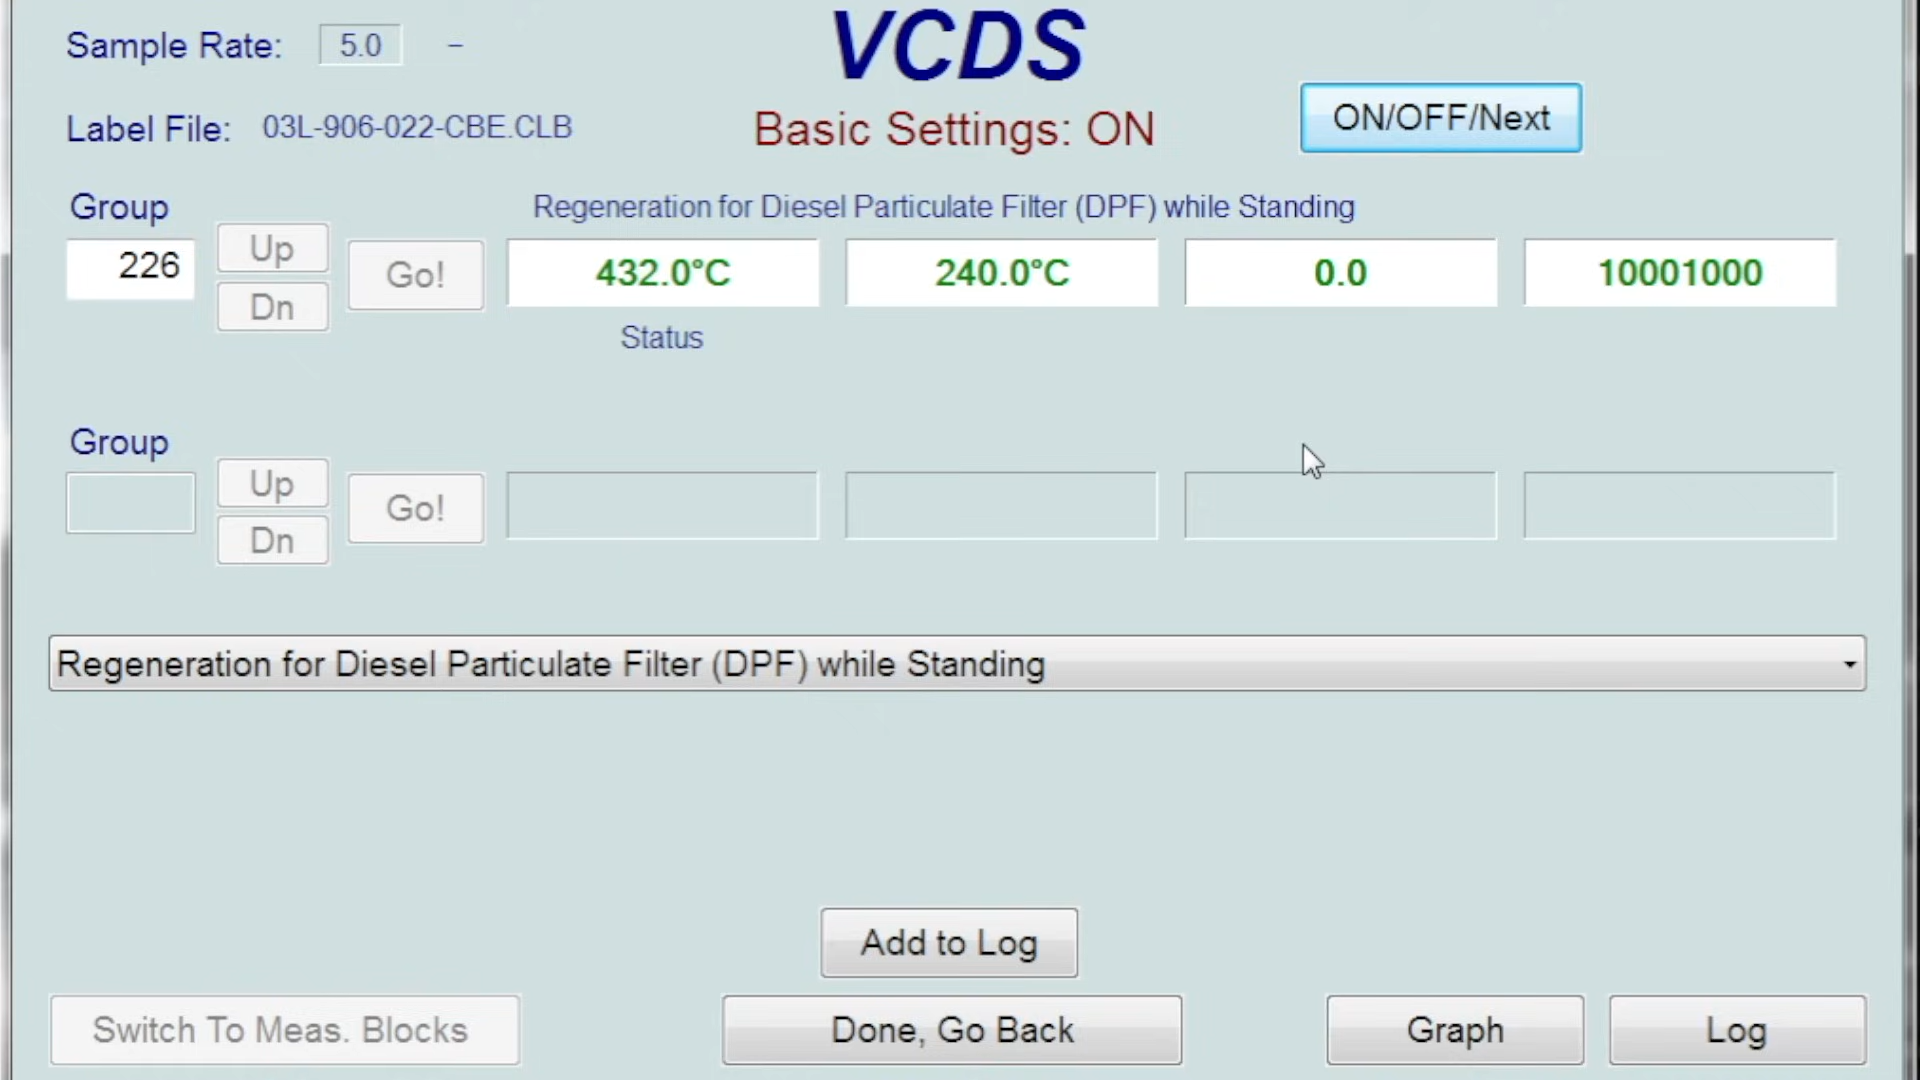 Sample Rate: 5.0 –
VCDS
Label File: 03L-906-022-CBE.CLB
Basic Settings: ON
ON/OFF/Next
Group
Regeneration for Diesel Particulate Filter (DPF) while Standing
226
Up
Dn
Go!
432.0°C
240.0°C
0.0
10001000
Status
Group
Up
Dn
Go!
Regeneration for Diesel Particulate Filter (DPF) while Standing
Add to Log
Switch To Meas. Blocks
Done, Go Back
Graph
Log